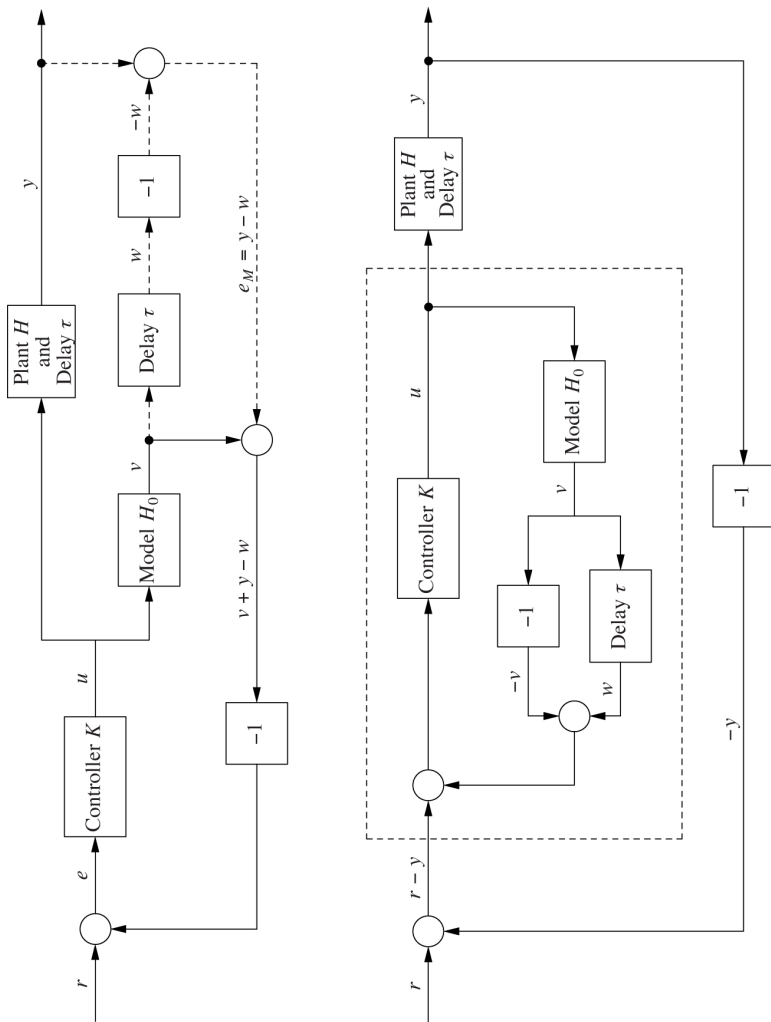 r
e
Controller K
u
Plant H
and
Delay τ
y
Model H₀
v
Delay τ
w
−1
−w
e_M = y − w
v + y − w
−1
r
r − y
Controller K
u
Plant H
and
Delay τ
y
Model H₀
v
−1
−v
Delay τ
w
−1
−y